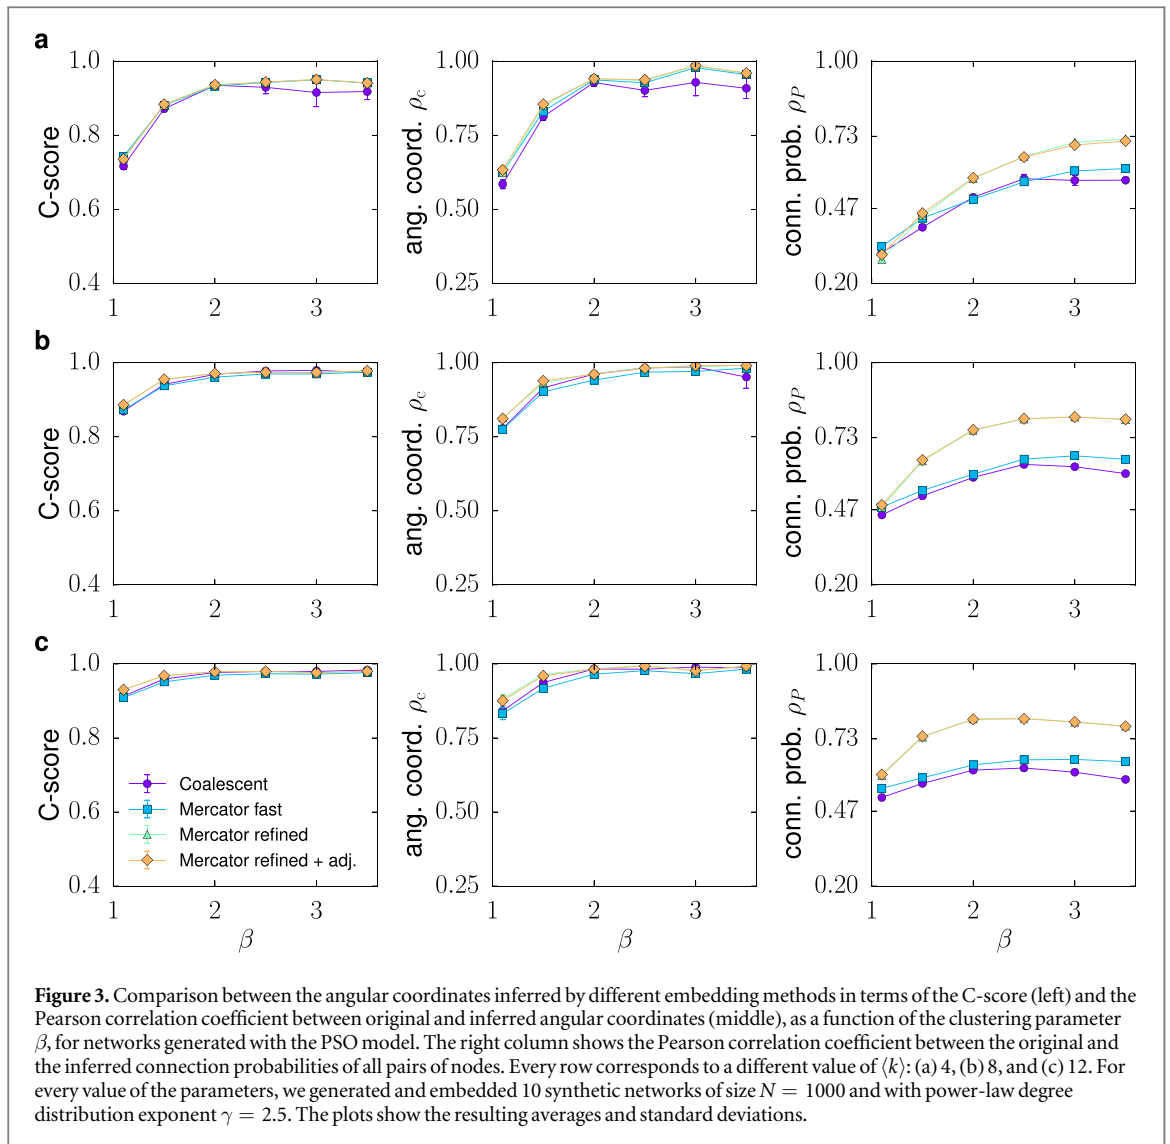 a
1.0
0.8
0.6
0.4
C-score
1 2 3
1.00
0.75
0.50
0.25
ang. coord. ρc
1 2 3
1.00
0.73
0.47
0.20
conn. prob. ρP
1 2 3
b
1.0
0.8
0.6
0.4
C-score
1 2 3
1.00
0.75
0.50
0.25
ang. coord. ρc
1 2 3
1.00
0.73
0.47
0.20
conn. prob. ρP
1 2 3
c
1.0
0.8
0.6
0.4
C-score
Coalescent
Mercator fast
Mercator refined
Mercator refined + adj.
1 2 3
β
1.00
0.75
0.50
0.25
ang. coord. ρc
1 2 3
β
1.00
0.73
0.47
0.20
conn. prob. ρP
1 2 3
β
Figure 3. Comparison between the angular coordinates inferred by different embedding methods in terms of the C-score (left) and the
Pearson correlation coefficient between original and inferred angular coordinates (middle), as a function of the clustering parameter
β, for networks generated with the PSO model. The right column shows the Pearson correlation coefficient between the original and
the inferred connection probabilities of all pairs of nodes. Every row corresponds to a different value of ⟨k⟩: (a) 4, (b) 8, and (c) 12. For
every value of the parameters, we generated and embedded 10 synthetic networks of size N = 1000 and with power-law degree
distribution exponent γ = 2.5. The plots show the resulting averages and standard deviations.